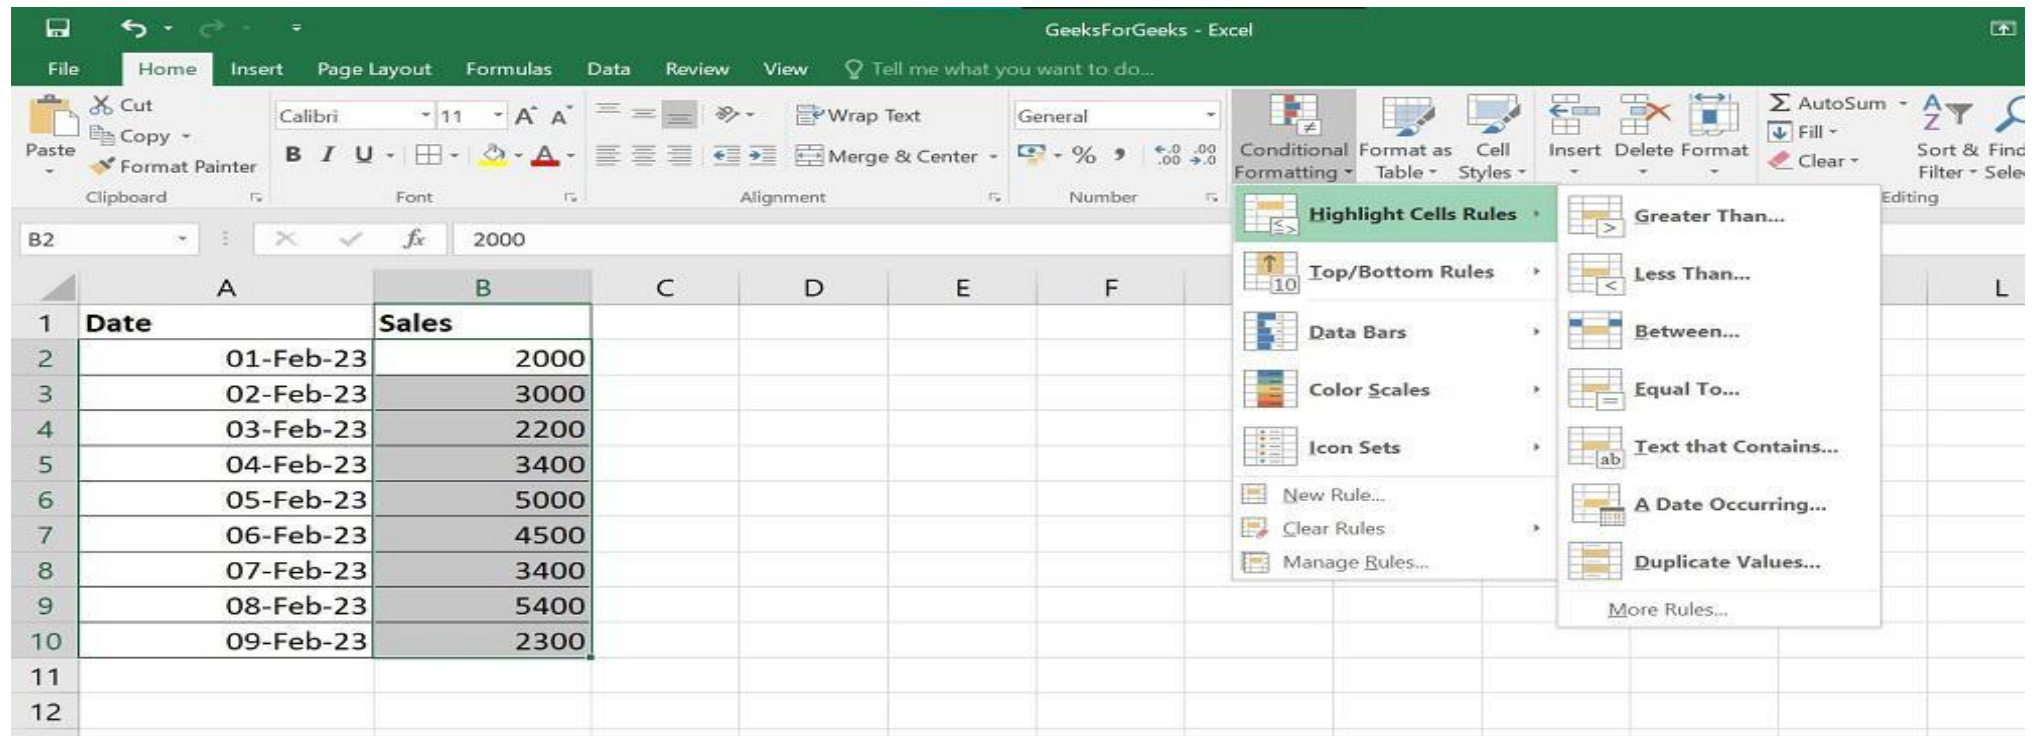 GeeksForGeeks - Excel
File Home Insert Page Layout Formulas Data Review View Tell me what you want to do...
Cut
Copy
Format Painter
Paste
Clipboard
Calibri 11 A A
B I U A
Font
Wrap Text
Merge & Center
Alignment
General
% , .0 .00 .00 .0
Number
Conditional Formatting
Format as Table
Cell Styles
Insert Delete Format
Σ AutoSum
Fill
Clear
A Z
Sort & Filter
Editing
B2 fx 2000
A B C D E F L
1 Date Sales
2 01-Feb-23 2000
3 02-Feb-23 3000
4 03-Feb-23 2200
5 04-Feb-23 3400
6 05-Feb-23 5000
7 06-Feb-23 4500
8 07-Feb-23 3400
9 08-Feb-23 5400
10 09-Feb-23 2300
11
12
Highlight Cells Rules
10 Top/Bottom Rules
Data Bars
Color Scales
Icon Sets
New Rule...
Clear Rules
Manage Rules...
> Greater Than...
< Less Than...
Between...
= Equal To...
ab Text that Contains...
A Date Occurring...
Duplicate Values...
More Rules...